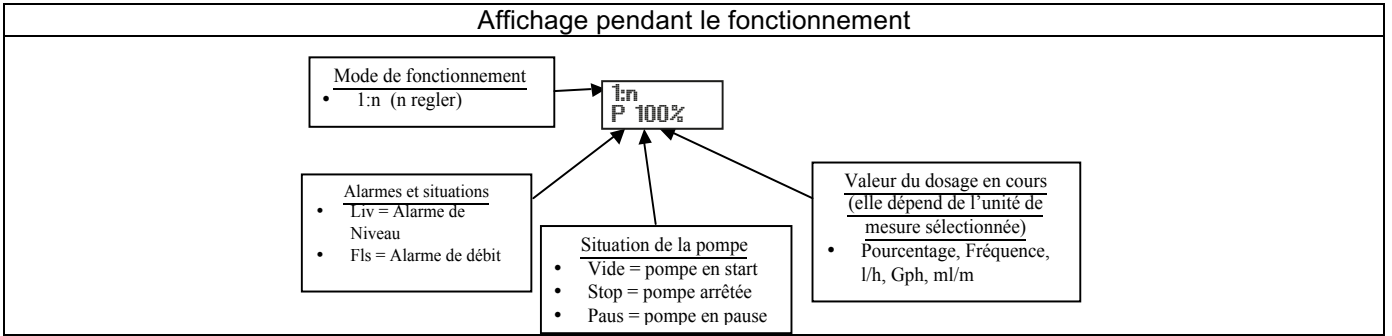 Affichage pendant le fonctionnement
Mode de fonctionnement
• 1:n (n regler)
1:n
P 100%
Alarmes et situations
• Liv = Alarme de
Niveau
• Fls = Alarme de débit
Situation de la pompe
• Vide = pompe en start
• Stop = pompe arrêtée
• Paus = pompe en pause
Valeur du dosage en cours
(elle dépend de l’unité de
mesure sélectionnée)
• Pourcentage, Fréquence,
l/h, Gph, ml/m